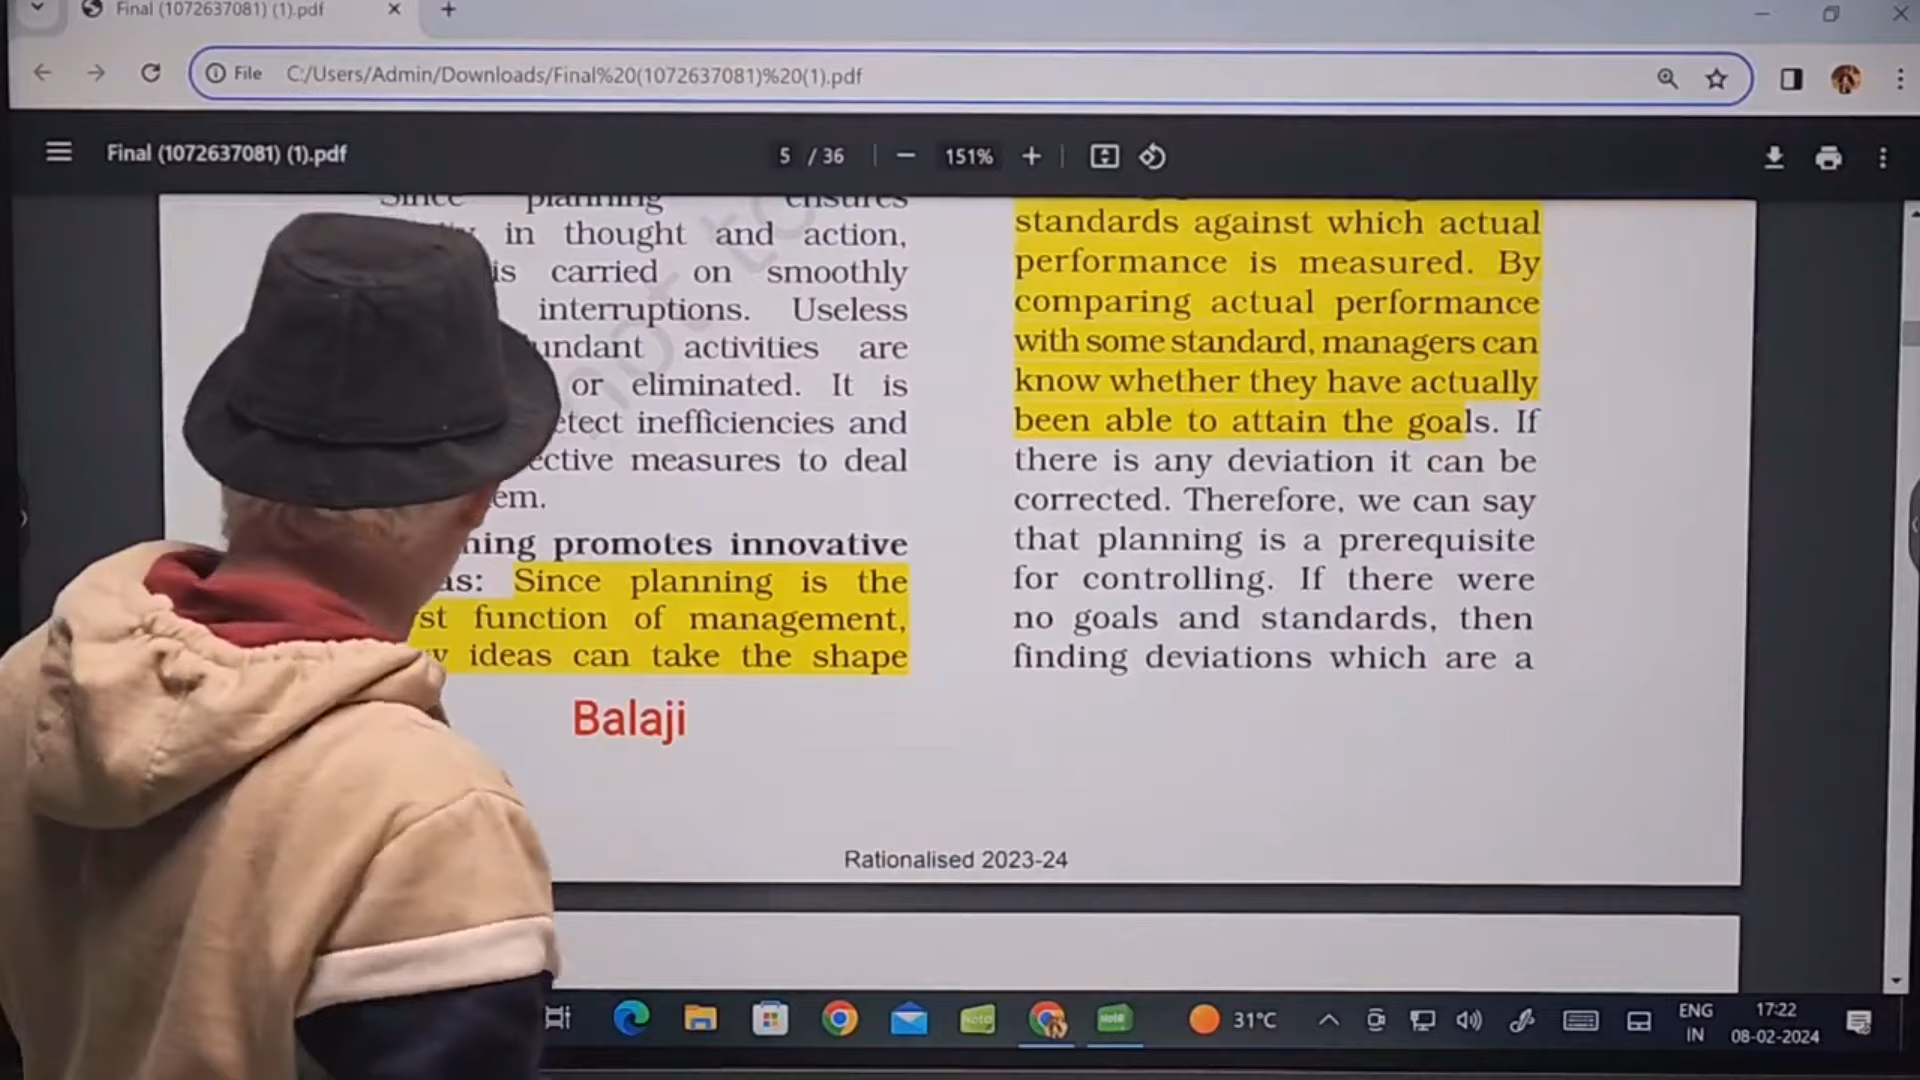 Final (1072637081) (1).pdf
File C:/Users/Admin/Downloads/Final%20(1072637081)%20(1).pdf
Final (1072637081) (1).pdf
5 / 36
151%
Since planning ensures
in thought and action,
is carried on smoothly
interruptions. Useless
undant activities are
or eliminated. It is
etect inefficiencies and
ective measures to deal
em.
ning promotes innovative
as: Since planning is the
st function of management,
ideas can take the shape
standards against which actual
performance is measured. By
comparing actual performance
with some standard, managers can
know whether they have actually
been able to attain the goals. If
there is any deviation it can be
corrected. Therefore, we can say
that planning is a prerequisite
for controlling. If there were
no goals and standards, then
finding deviations which are a
not to
Balaji
Rationalised 2023-24
31°C
ENG
IN
17:22
08-02-2024